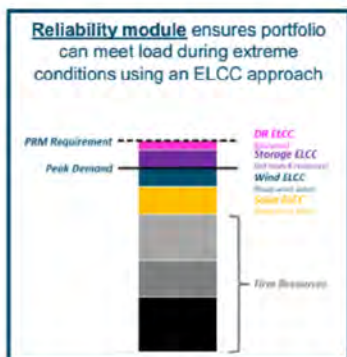 Reliability module ensures portfolio
can meet load during extreme
conditions using an ELCC approach
PRM Requirement
Peak Demand
DR ELCC
Storage ELCC
Wind ELCC
Solar ELCC
Firm Resources